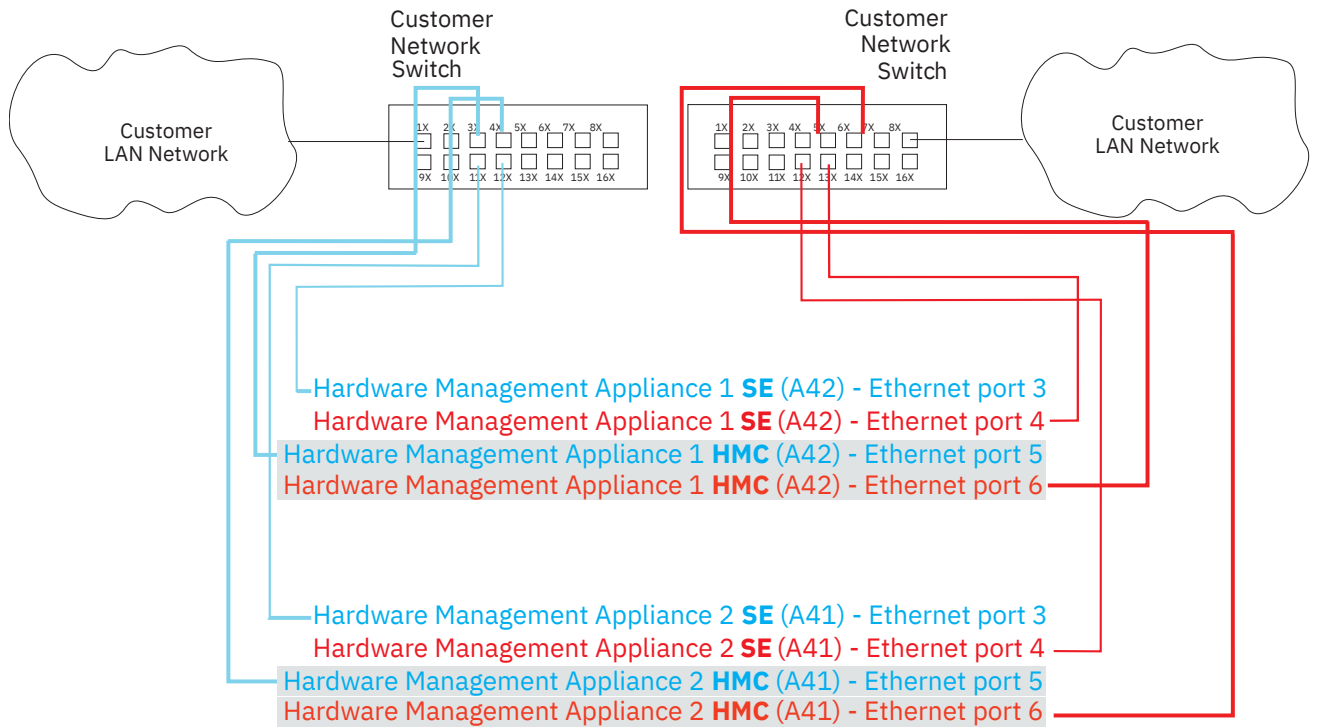 Customer
Network
Switch
Customer
Network
Switch
Customer
LAN Network
1X 2X 3X 4X 5X 6X 7X 8X
9X 10X 11X 12X 13X 14X 15X 16X
1X 2X 3X 4X 5X 6X 7X 8X
9X 10X 11X 12X 13X 14X 15X 16X
Customer
LAN Network
Hardware Management Appliance 1 SE (A42) - Ethernet port 3
Hardware Management Appliance 1 SE (A42) - Ethernet port 4
Hardware Management Appliance 1 HMC (A42) - Ethernet port 5
Hardware Management Appliance 1 HMC (A42) - Ethernet port 6
Hardware Management Appliance 2 SE (A41) - Ethernet port 3
Hardware Management Appliance 2 SE (A41) - Ethernet port 4
Hardware Management Appliance 2 HMC (A41) - Ethernet port 5
Hardware Management Appliance 2 HMC (A41) - Ethernet port 6